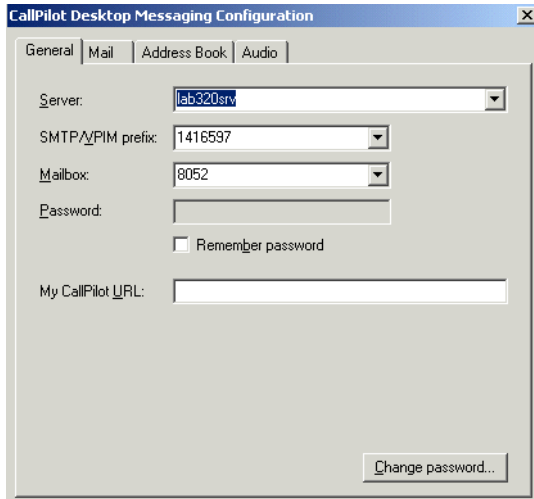 CallPilot Desktop Messaging Configuration
General Mail Address Book Audio
Server: lab320srv
SMTP/VPIM prefix: 1416597
Mailbox: 8052
Password:
Remember password
My CallPilot URL:
Change password...